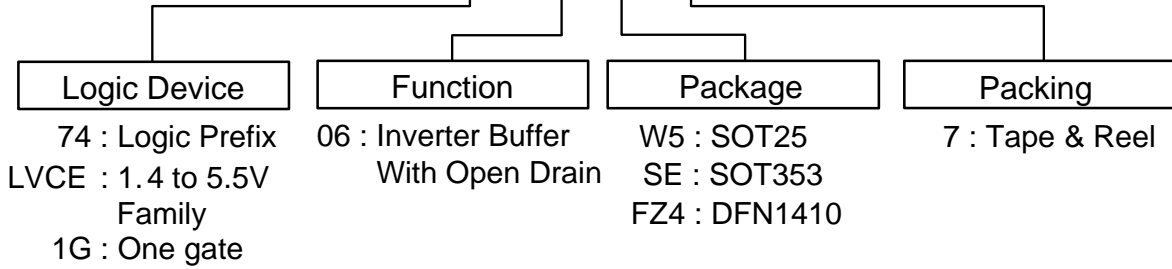 Logic Device
74 : Logic Prefix
LVCE : 1.4 to 5.5V
Family
1G : One gate
Function
06 : Inverter Buffer
With Open Drain
Package
W5 : SOT25
SE : SOT353
FZ4 : DFN1410
Packing
7 : Tape & Reel